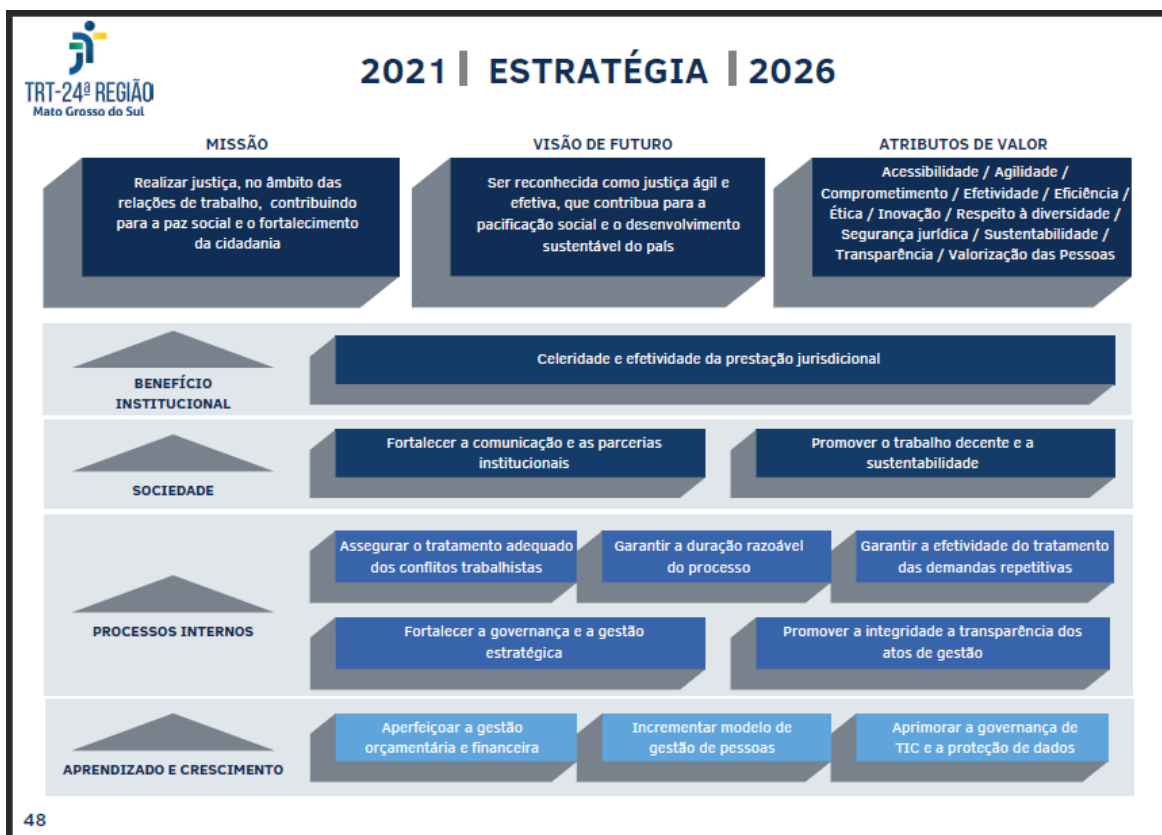 TRT-24ª REGIÃO
Mato Grosso do Sul
2021 | ESTRATÉGIA | 2026
MISSÃO
Realizar justiça, no âmbito das
relações de trabalho, contribuindo
para a paz social e o fortalecimento
da cidadania
VISÃO DE FUTURO
Ser reconhecida como justiça ágil e
efetiva, que contribua para a
pacificação social e o desenvolvimento
sustentável do país
ATRIBUTOS DE VALOR
Acessibilidade / Agilidade /
Comprometimento / Efetividade / Eficiência /
Ética / Inovação / Respeito à diversidade /
Segurança jurídica / Sustentabilidade /
Transparência / Valorização das Pessoas
BENEFÍCIO
INSTITUCIONAL
Celeridade e efetividade da prestação jurisdicional
SOCIEDADE
Fortalecer a comunicação e as parcerias
institucionais
Promover o trabalho decente e a
sustentabilidade
PROCESSOS INTERNOS
Assegurar o tratamento adequado
dos conflitos trabalhistas
Garantir a duração razoável
do processo
Garantir a efetividade do tratamento
das demandas repetitivas
Fortalecer a governança e a gestão
estratégica
Promover a integridade a transparência dos
atos de gestão
APRENDIZADO E CRESCIMENTO
Aperfeiçoar a gestão
orçamentária e financeira
Incrementar modelo de
gestão de pessoas
Aprimorar a governança de
TIC e a proteção de dados
48